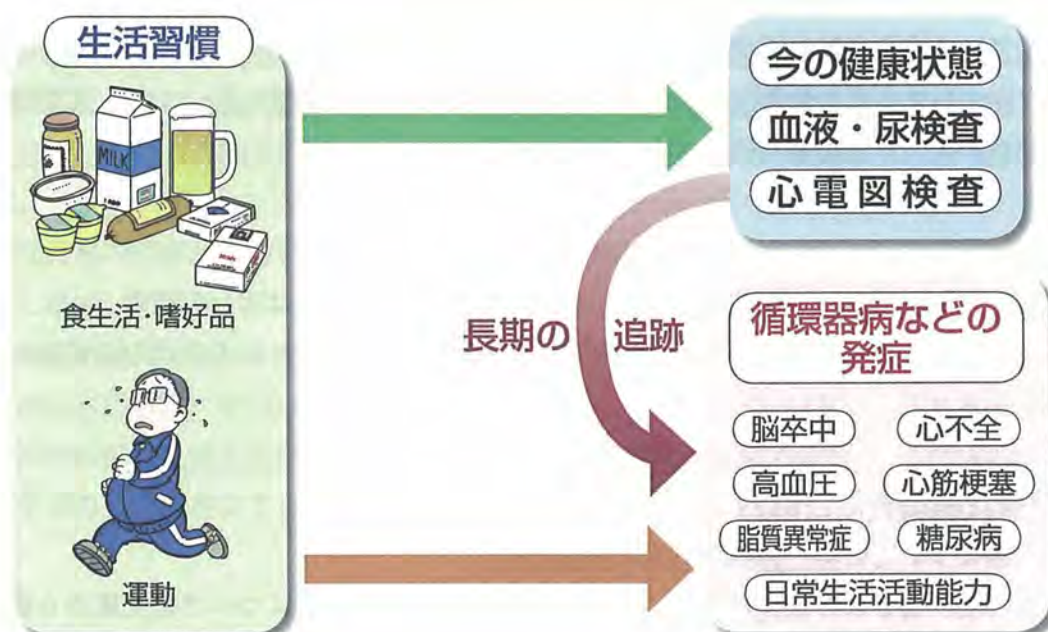 生活習慣
MILK
食生活・嗜好品
運動
今の健康状態
血液・尿検査
心電図検査
長期の 追跡
循環器病などの
発症
脳卒中
心不全
高血圧
心筋梗塞
脂質異常症
糖尿病
日常生活活動能力